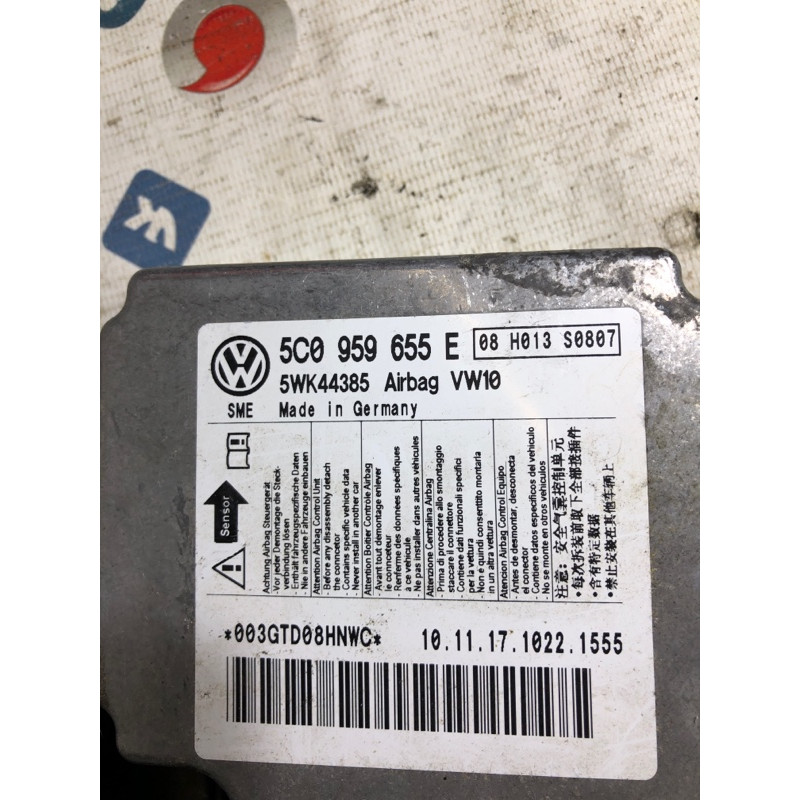 5C0 959 655 E
08 H013 S0807
5WK44385 Airbag VW10
SME Made in Germany
Sensor
Achtung Airbag Steuergerät
-Vor jeder Demontage die Steck-
verbindung lösen
- Enthält fahrzeugspezifische Daten
- Nie in andere Fahrzeuge einbauen
Attention Airbag Control Unit
- Before any disassembly detach
the connector
- Contains specific vehicle data
- Never install in another car
Attention Boitier Controle Airbag
- Avant tout démontage enlever
le connecteur
- Renferme des données spécifiques
a ce véhicule
- Ne pas installer dans autres véhicules
Attenzione Centralina Airbag
- Prima di procedere allo smontaggio
staccare il connettore
- Contiene dati funzionali specifici
per la vettura
- Non e quindi consentito montarla
in un altra vettura
Atention Airbag Control Equipo
- Antes de desmontar, desconecta
el conector
- Contiene datos específicos del vehículo
- No se monte en otros vehículos
注意: 安全气囊控制单元
•每次拆装前取下全部接插件
•含有特定数据
•禁止安装在其他车辆上
*003GTD08HNWC*
10.11.17.1022.1555